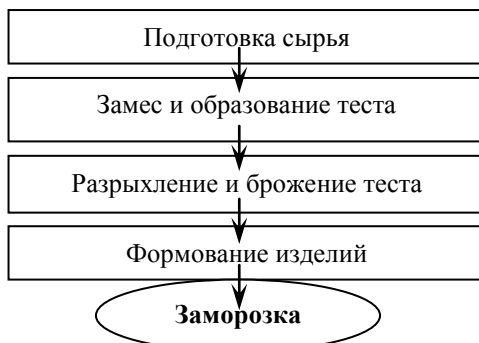 Подготовка сырья
Замес и образование теста
Разрыхление и брожение теста
Формование изделий
Заморозка